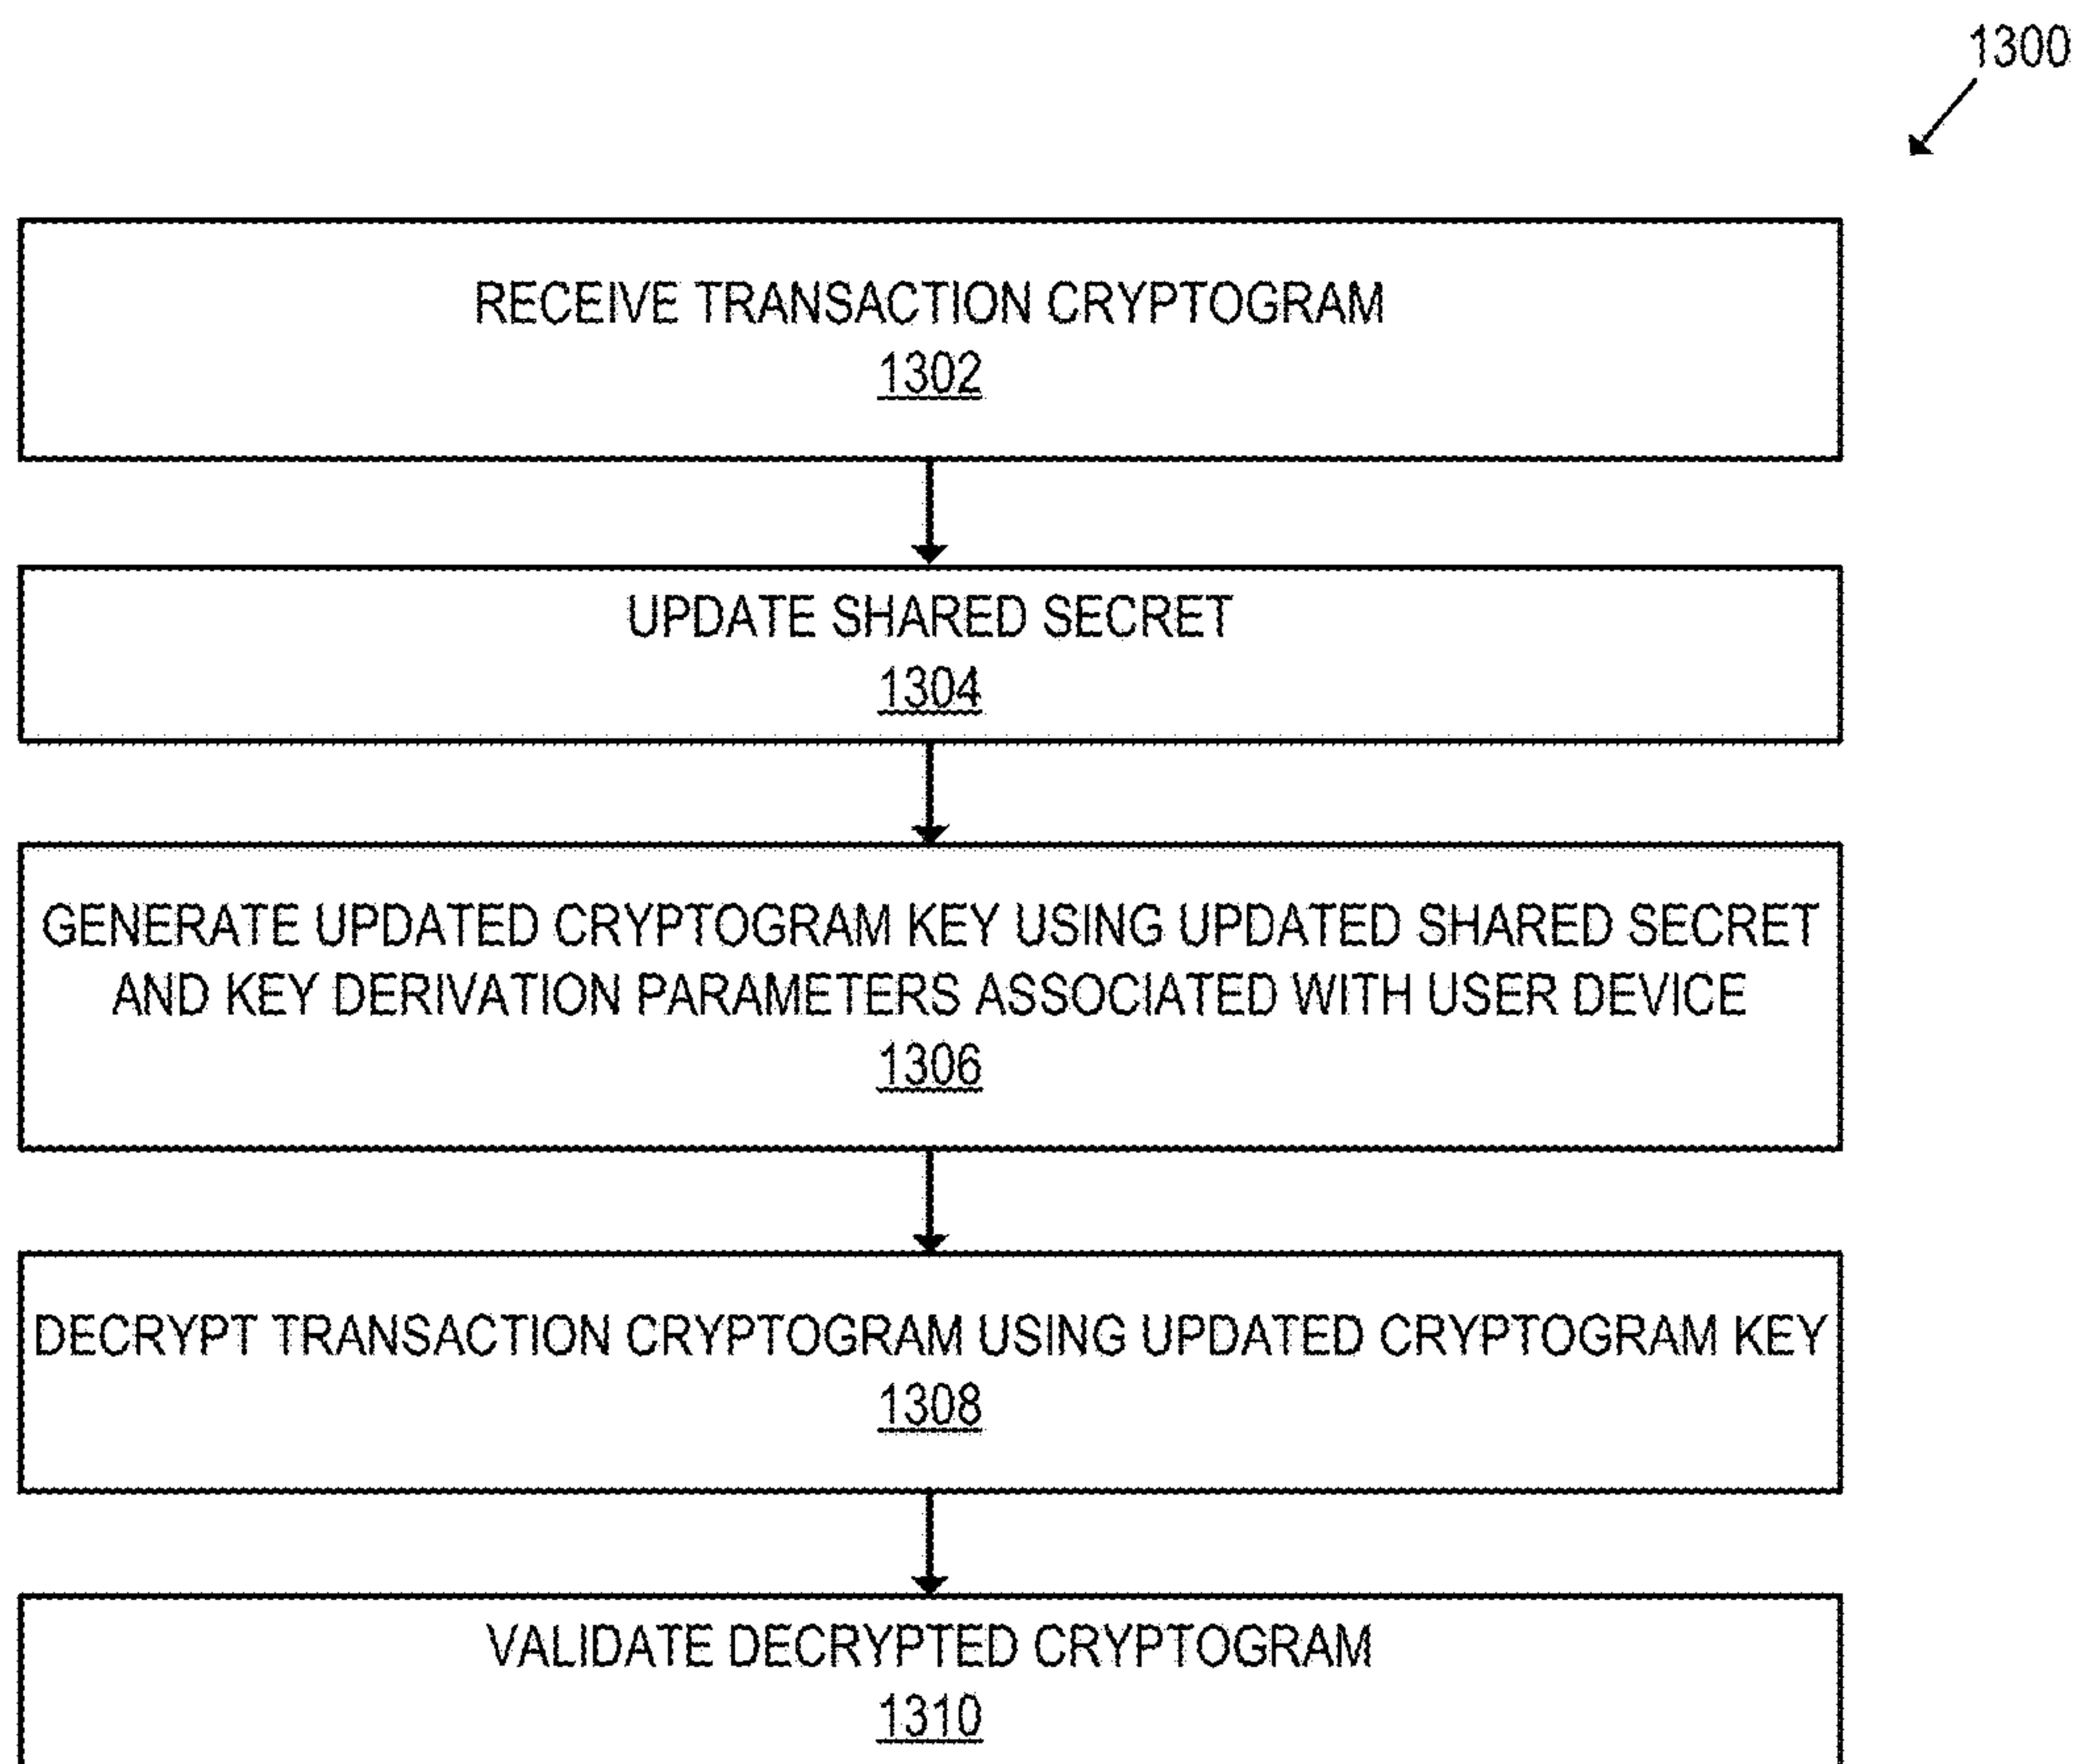 1300
RECEIVE TRANSACTION CRYPTOGRAM
1302
UPDATE SHARED SECRET
1304
GENERATE UPDATED CRYPTOGRAM KEY USING UPDATED SHARED SECRET
AND KEY DERIVATION PARAMETERS ASSOCIATED WITH USER DEVICE
1306
DECRYPT TRANSACTION CRYPTOGRAM USING UPDATED CRYPTOGRAM KEY
1308
VALIDATE DECRYPTED CRYPTOGRAM
1310